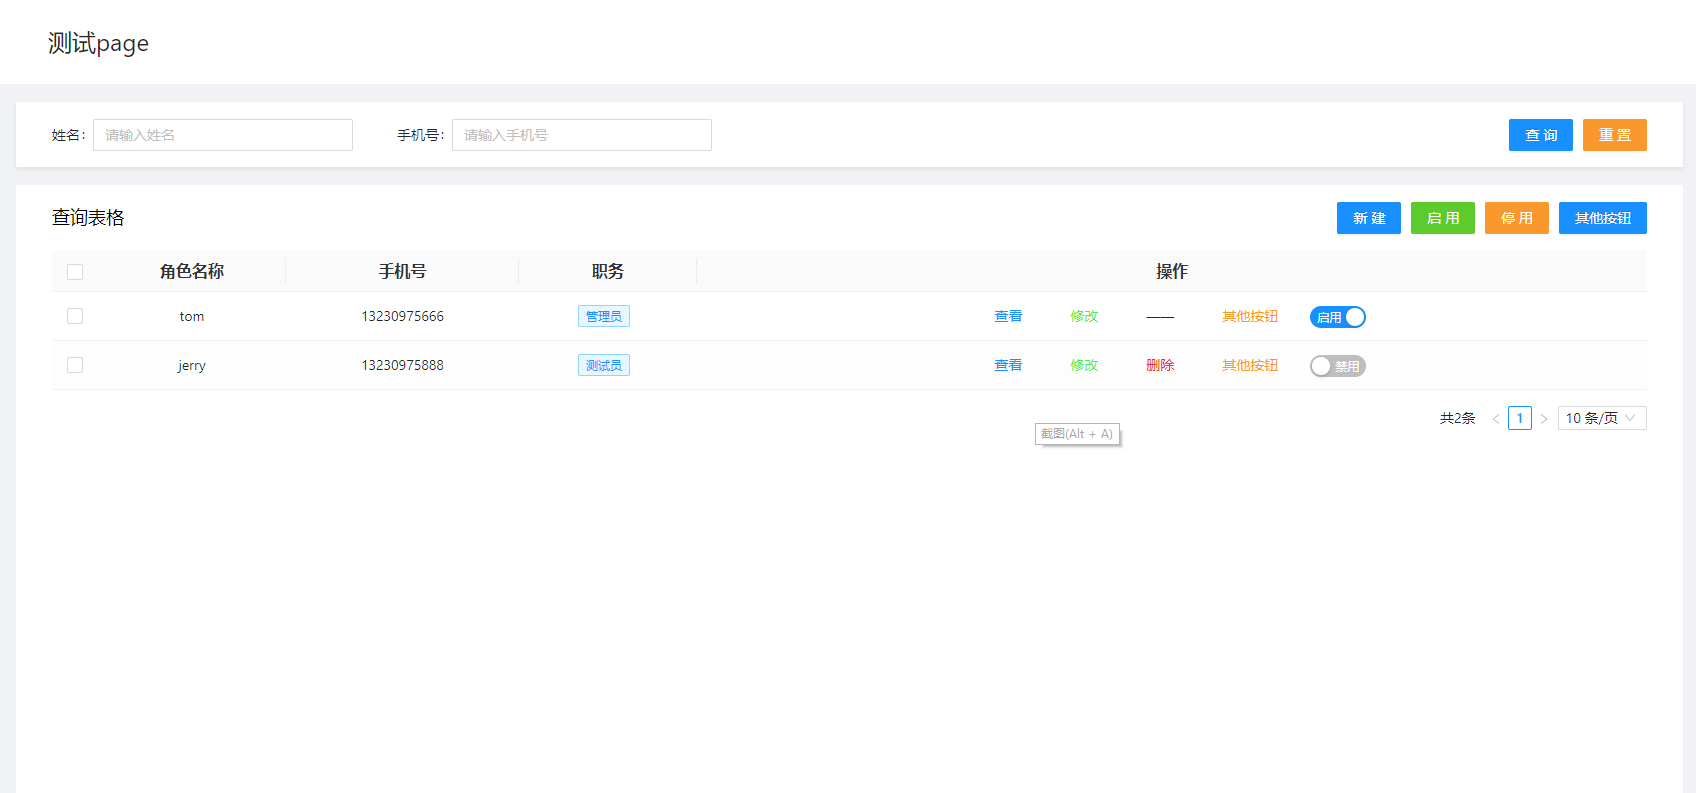 测试page
姓名: 请输入姓名 手机号: 请输入手机号 查 询 重 置
查询表格 新 建 启 用 停 用 其他按钮
角色名称 手机号 职务 操作
tom 13230975666 管理员 查看 修改 —— 其他按钮 启用
jerry 13230975888 测试员 查看 修改 删除 其他按钮 禁用
共2条 < 1 > 10 条/页
截图(Alt + A)